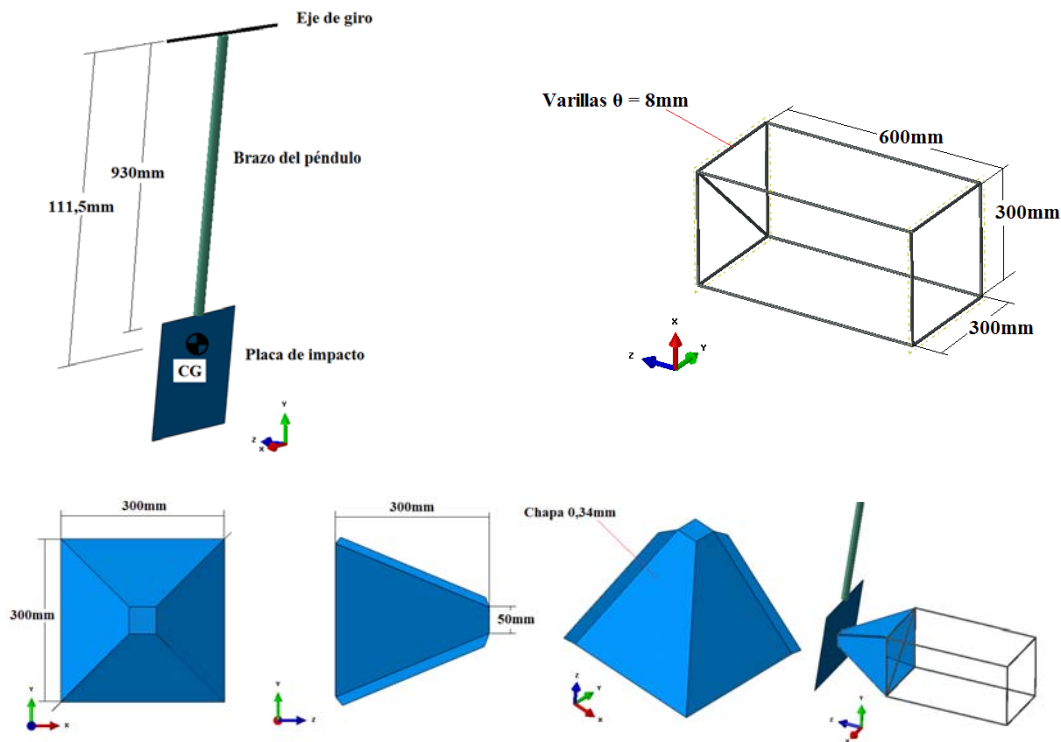 Eje de giro
Brazo del péndulo
930mm
111,5mm
Placa de impacto
CG
Y
Z
X
Varillas θ = 8mm
600mm
300mm
300mm
X
Z
Y
300mm
300mm
Y
X
300mm
50mm
Y
Z
Chapa 0,34mm
Z
Y
X
Y
Z
X